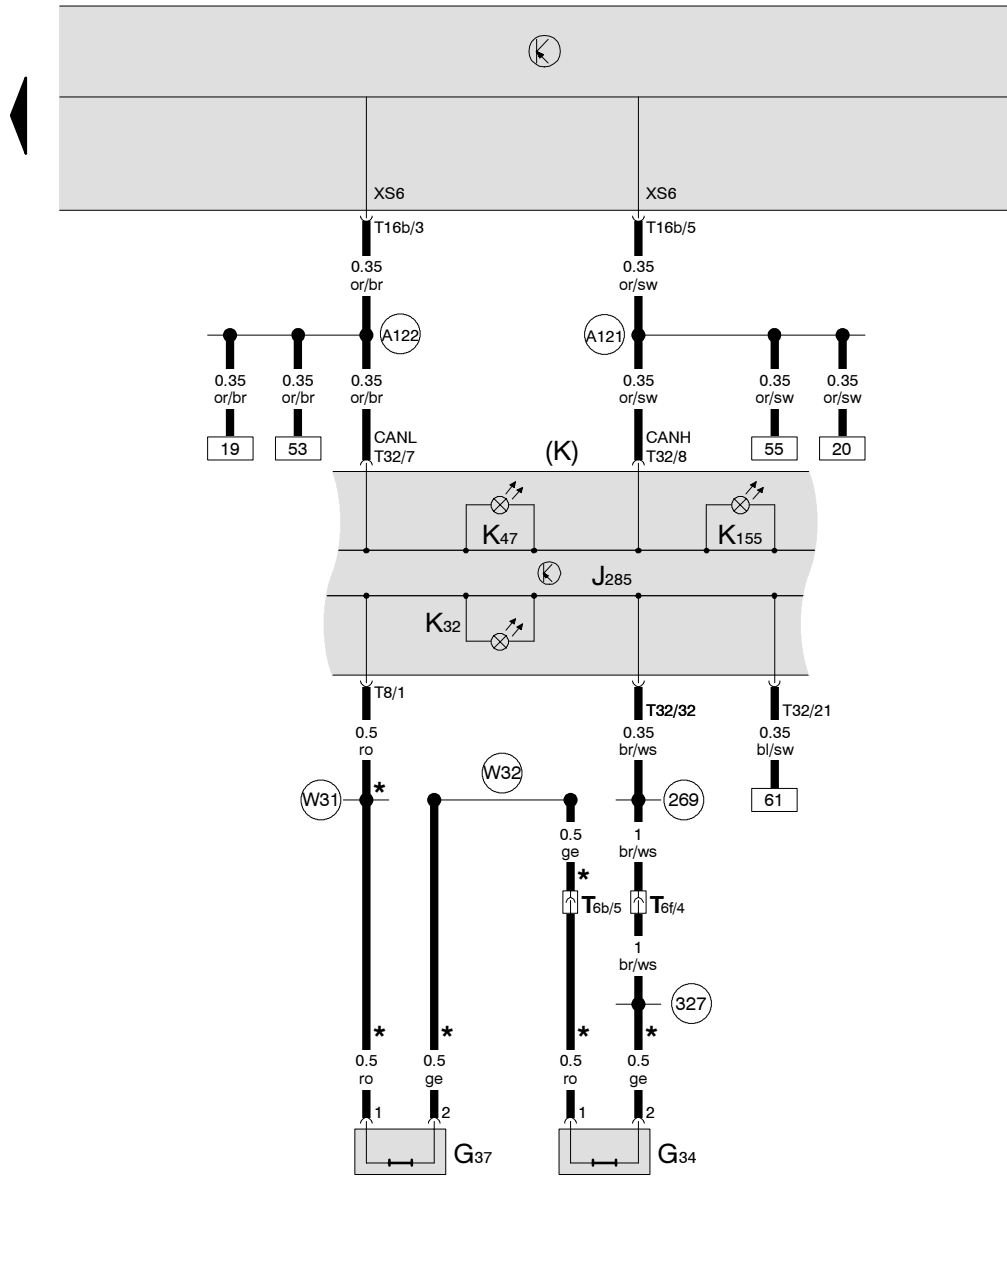 XS6 XS6
T16b/3 T16b/5
0.35 0.35
or/br or/sw
A122 A121
0.35 0.35 0.35 0.35 0.35 0.35
or/br or/br or/br or/sw or/sw or/sw
CANL CANH
19 53 T32/7 (K) T32/8 55 20
K47 K155
J285
K32
T8/1 T32/32 T32/21
0.5 0.35 0.35
ro br/ws bl/sw
W32
W31 * 269 61
0.5 1
ge br/ws
*
T6b/5 T6f/4
1
br/ws
327
* * * *
0.5 0.5 0.5 0.5
ro ge ro ge
1 2 1 2
G37 G34